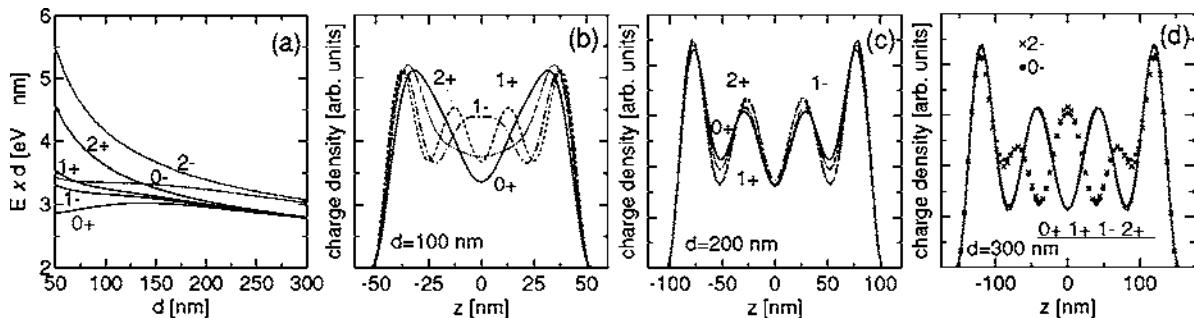 E x d [eV nm]
6
5
4
3
2
50 100 150 200 250 300
d [nm]
(a)
2+
2-
1+
0-
1-
0+
charge density [arb. units]
(b)
2+
1+
1-
0+
d=100 nm
-50 -25 0 25 50
z [nm]
charge density [arb. units]
(c)
2+
1-
0+
1+
d=200 nm
-100 -50 0 50 100
z [nm]
charge density [arb. units]
(d)
2-
0-
0+ 1+ 1- 2+
d=300 nm
-100 0 100
z [nm]